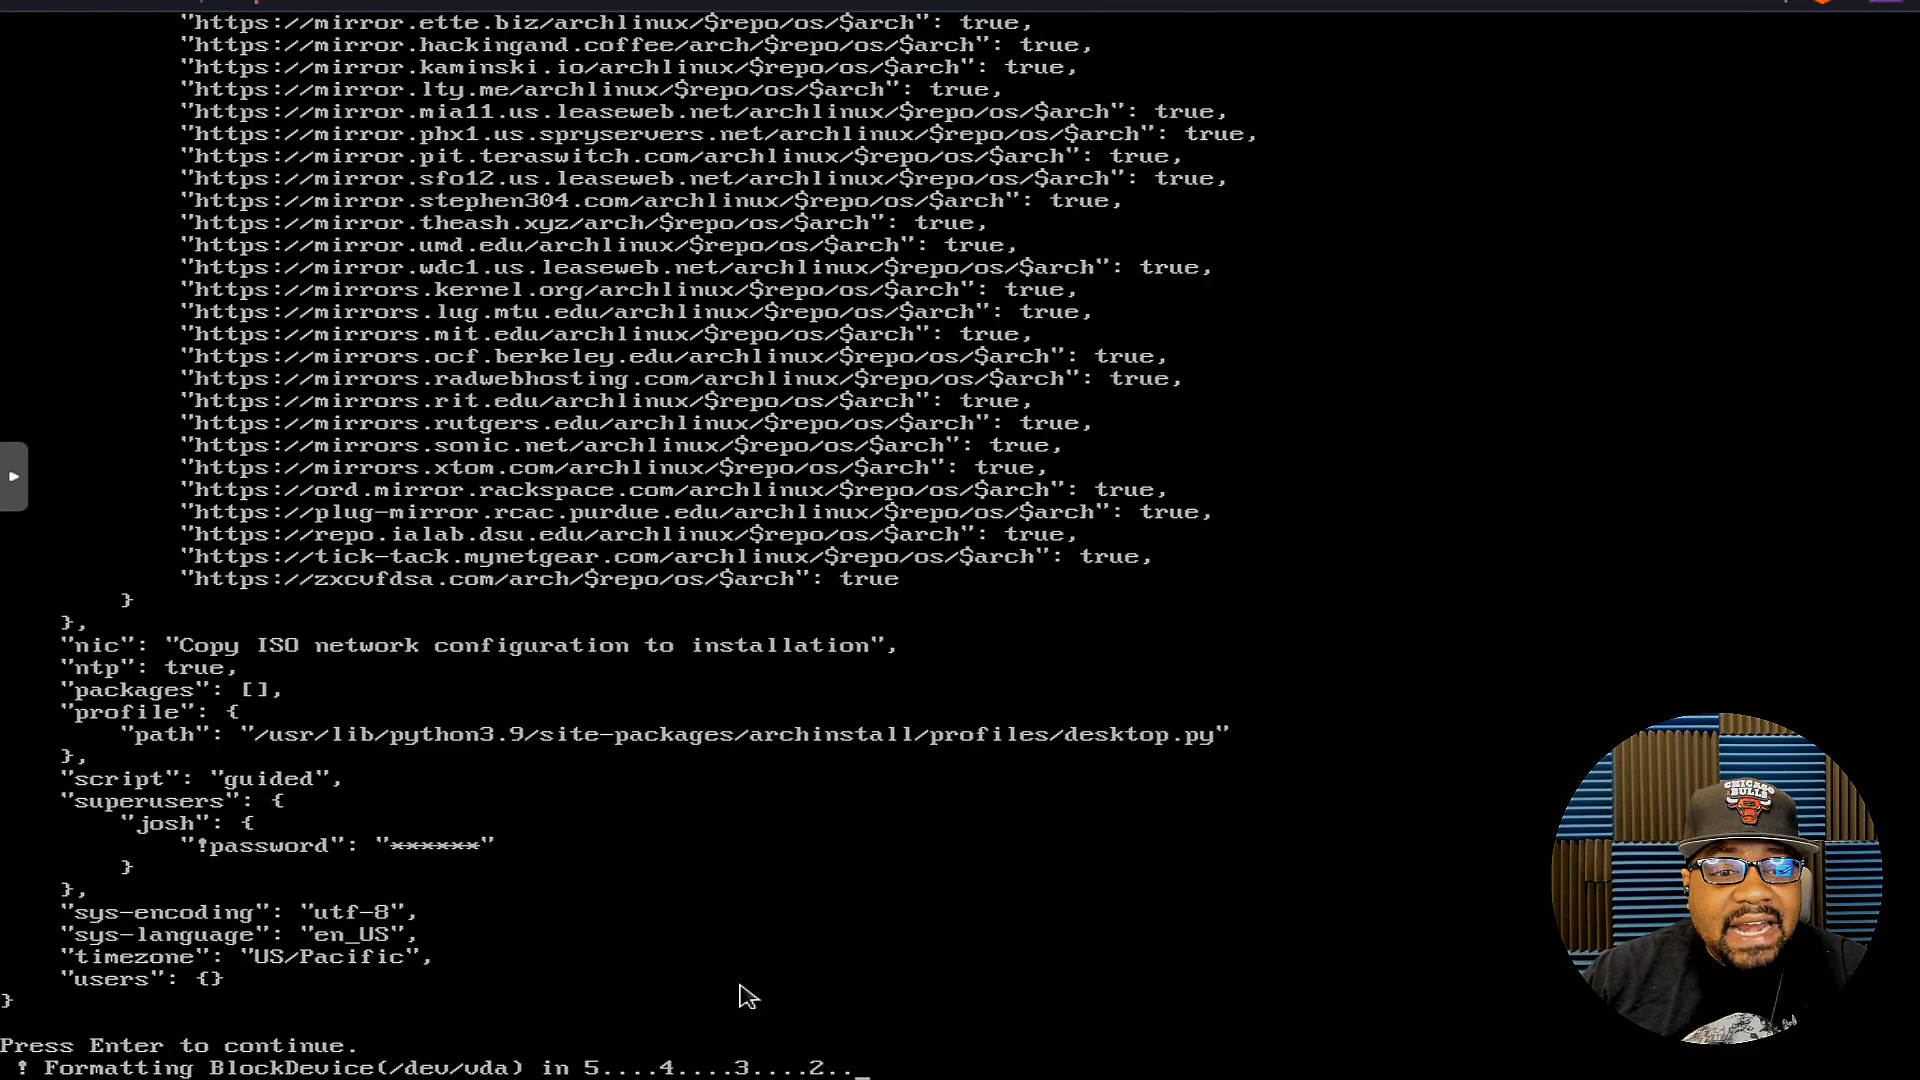 "https://mirror.ette.biz/archlinux/$repo/os/$arch": true,
"https://mirror.hackingand.coffee/arch/$repo/os/$arch": true,
"https://mirror.kaminski.io/archlinux/$repo/os/$arch": true,
"https://mirror.lty.me/archlinux/$repo/os/$arch": true,
"https://mirror.mia11.us.leaseweb.net/archlinux/$repo/os/$arch": true,
"https://mirror.phx1.us.spryservers.net/archlinux/$repo/os/$arch": true,
"https://mirror.pit.teraswitch.com/archlinux/$repo/os/$arch": true,
"https://mirror.sfo12.us.leaseweb.net/archlinux/$repo/os/$arch": true,
"https://mirror.stephen304.com/archlinux/$repo/os/$arch": true,
"https://mirror.theash.xyz/arch/$repo/os/$arch": true,
"https://mirror.umd.edu/archlinux/$repo/os/$arch": true,
"https://mirror.wdc1.us.leaseweb.net/archlinux/$repo/os/$arch": true,
"https://mirrors.kernel.org/archlinux/$repo/os/$arch": true,
"https://mirrors.lug.mtu.edu/archlinux/$repo/os/$arch": true,
"https://mirrors.mit.edu/archlinux/$repo/os/$arch": true,
"https://mirrors.ocf.berkeley.edu/archlinux/$repo/os/$arch": true,
"https://mirrors.radwebhosting.com/archlinux/$repo/os/$arch": true,
"https://mirrors.rit.edu/archlinux/$repo/os/$arch": true,
"https://mirrors.rutgers.edu/archlinux/$repo/os/$arch": true,
"https://mirrors.sonic.net/archlinux/$repo/os/$arch": true,
"https://mirrors.xtom.com/archlinux/$repo/os/$arch": true,
"https://ord.mirror.rackspace.com/archlinux/$repo/os/$arch": true,
"https://plug-mirror.rcac.purdue.edu/archlinux/$repo/os/$arch": true,
"https://repo.ialab.dsu.edu/archlinux/$repo/os/$arch": true,
"https://tick-tack.mynetgear.com/archlinux/$repo/os/$arch": true,
"https://zxcvfdsa.com/arch/$repo/os/$arch": true
}
},
"nic": "Copy ISO network configuration to installation",
"ntp": true,
"packages": [],
"profile": {
"path": "/usr/lib/python3.9/site-packages/archinstall/profiles/desktop.py"
},
"script": "guided",
"superusers": {
"josh": {
"!password": "******"
}
},
"sys-encoding": "utf-8",
"sys-language": "en_US",
"timezone": "US/Pacific",
"users": {}
}
Press Enter to continue.
! Formatting BlockDevice(/dev/vda) in 5....4....3....2.._
CHICAGO
BULLS